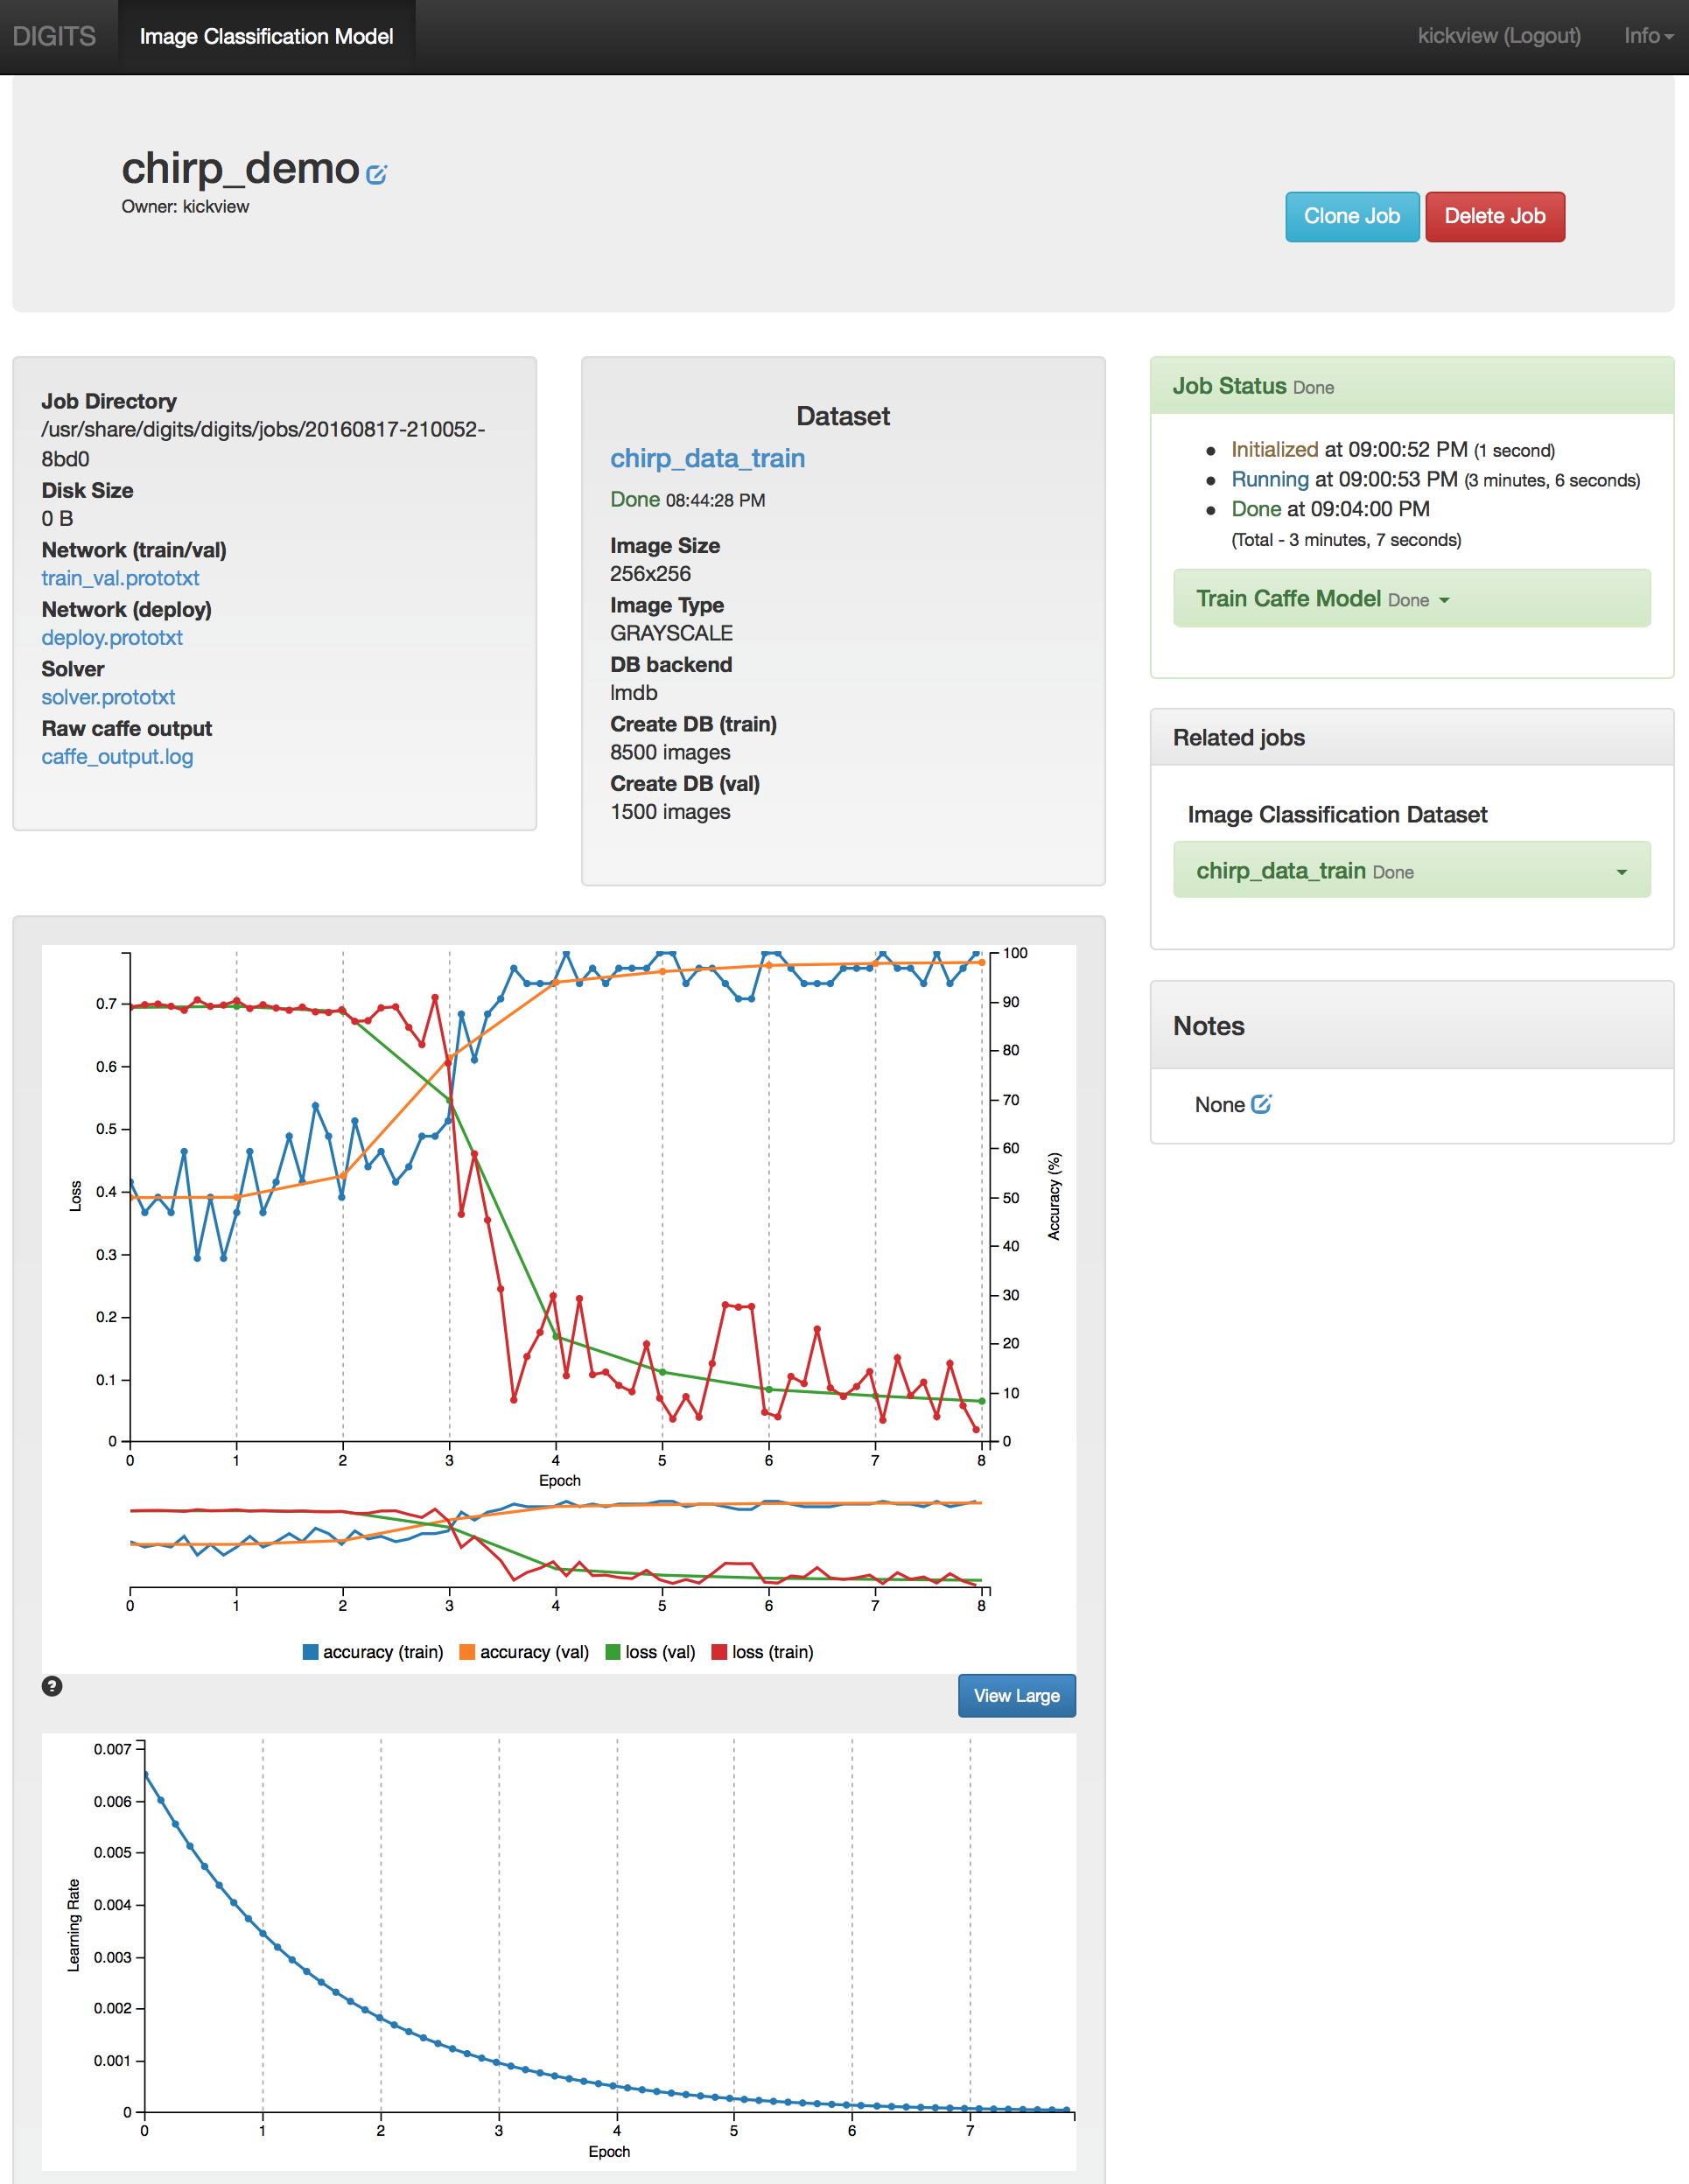 DIGITS
Image Classification Model
kickview (Logout)
Info
chirp_demo
Owner: kickview
Clone Job
Delete Job
Job Directory
/usr/share/digits/digits/jobs/20160817-210052-
8bd0
Disk Size
0 B
Network (train/val)
train_val.prototxt
Network (deploy)
deploy.prototxt
Solver
solver.prototxt
Raw caffe output
caffe_output.log
Dataset
chirp_data_train
Done 08:44:28 PM
Image Size
256x256
Image Type
GRAYSCALE
DB backend
lmdb
Create DB (train)
8500 images
Create DB (val)
1500 images
Job Status Done
Initialized at 09:00:52 PM (1 second)
Running at 09:00:53 PM (3 minutes, 6 seconds)
Done at 09:04:00 PM
(Total - 3 minutes, 7 seconds)
Train Caffe Model Done
Related jobs
Image Classification Dataset
chirp_data_train Done
Notes
None
Loss
0.7
0.6
0.5
0.4
0.3
0.2
0.1
0
100
90
80
70
60
50
40
30
20
10
0
Accuracy (%)
0 1 2 3 4 5 6 7 8
Epoch
0 1 2 3 4 5 6 7 8
accuracy (train) accuracy (val) loss (val) loss (train)
?
View Large
Learning Rate
0.007
0.006
0.005
0.004
0.003
0.002
0.001
0
0 1 2 3 4 5 6 7
Epoch